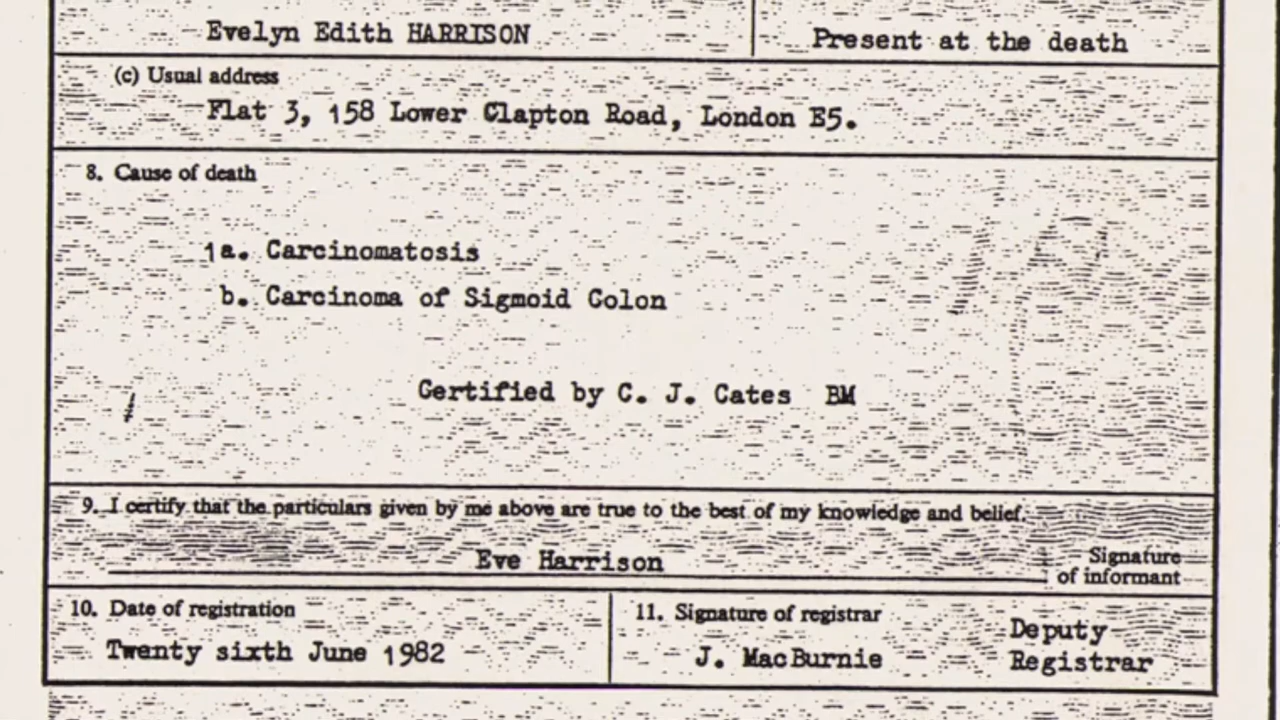 Evelyn Edith HARRISON
Present at the death
(c) Usual address
Flat 3, 158 Lower Clapton Road, London E5.
8. Cause of death
1a. Carcinomatosis
b. Carcinoma of Sigmoid Colon
Certified by C. J. Cates BM
9. I certify that the particulars given by me above are true to the best of my knowledge and belief.
Eve Harrison
Signature
of informant
10. Date of registration
Twenty sixth June 1982
11. Signature of registrar
J. MacBurnie
Deputy
Registrar